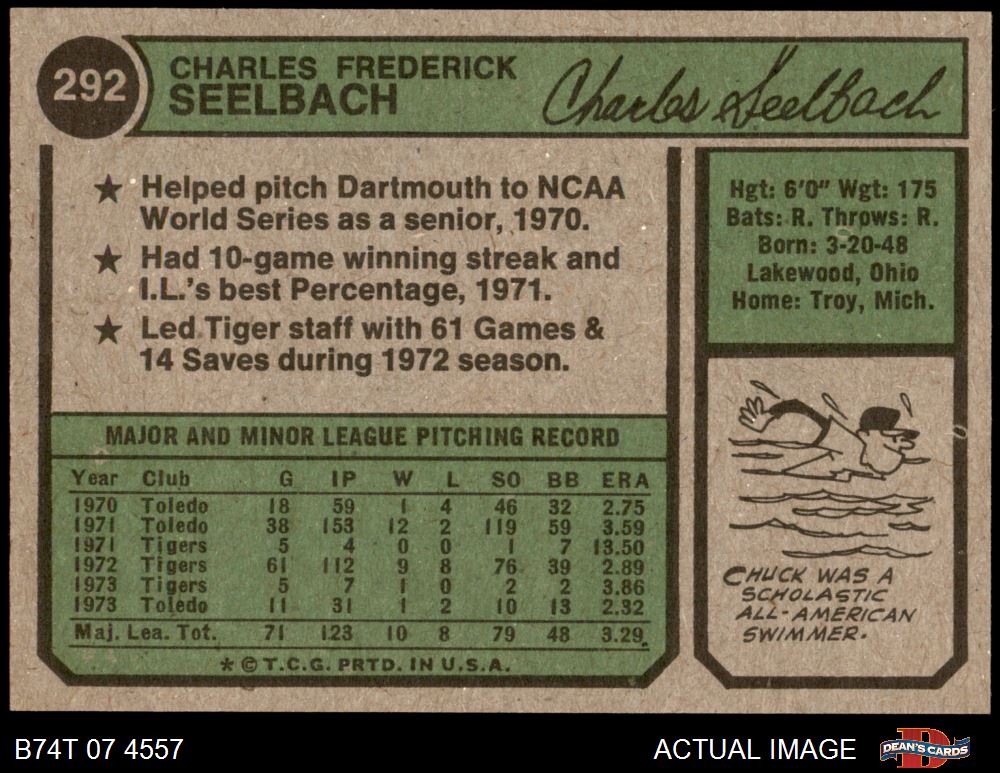 292
CHARLES FREDERICK
SEELBACH
Charles Seelbach
★ Helped pitch Dartmouth to NCAA
World Series as a senior, 1970.
★ Had 10-game winning streak and
I.L.'s best Percentage, 1971.
★ Led Tiger staff with 61 Games &
14 Saves during 1972 season.
Hgt: 6'0" Wgt: 175
Bats: R. Throws: R.
Born: 3-20-48
Lakewood, Ohio
Home: Troy, Mich.
MAJOR AND MINOR LEAGUE PITCHING RECORD
Year Club G IP W L SO BB ERA
1970 Toledo 18 59 1 4 46 32 2.75
1971 Toledo 38 153 12 2 119 59 3.59
1971 Tigers 5 4 0 0 1 7 13.50
1972 Tigers 61 112 9 8 76 39 2.89
1973 Tigers 5 7 1 0 2 2 3.86
1973 Toledo 11 31 1 2 10 13 2.32
Maj. Lea. Tot. 71 123 10 8 79 48 3.29
* © T.C.G. PRTD. IN U.S.A.
CHUCK WAS A
SCHOLASTIC
ALL-AMERICAN
SWIMMER.
B74T 07 4557
ACTUAL IMAGE
DEAN'S CARDS